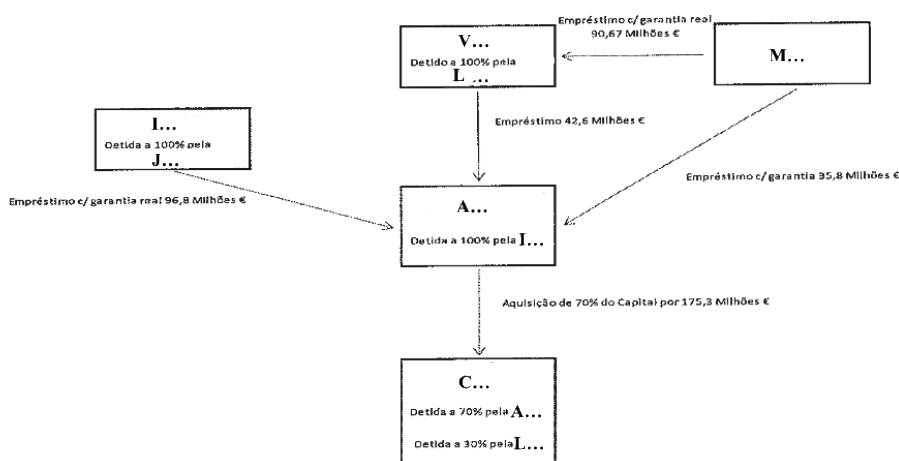 Empréstimo c/garantia real
90,67 Milhões €
V...
Detido a 100% pela
L ...
M...
I...
Detida a 100% pela
J...
Empréstimo 42,6 Milhões €
Empréstimo c/garantia 35,8 Milhões €
Empréstimo c/garantia real 96,8 Milhões €
A...
Detida a 100% pela I...
Aquisição de 70% do Capital por 175,3 Milhões €
C...
Detida a 70% pela A...
Detida a 30% pela L...